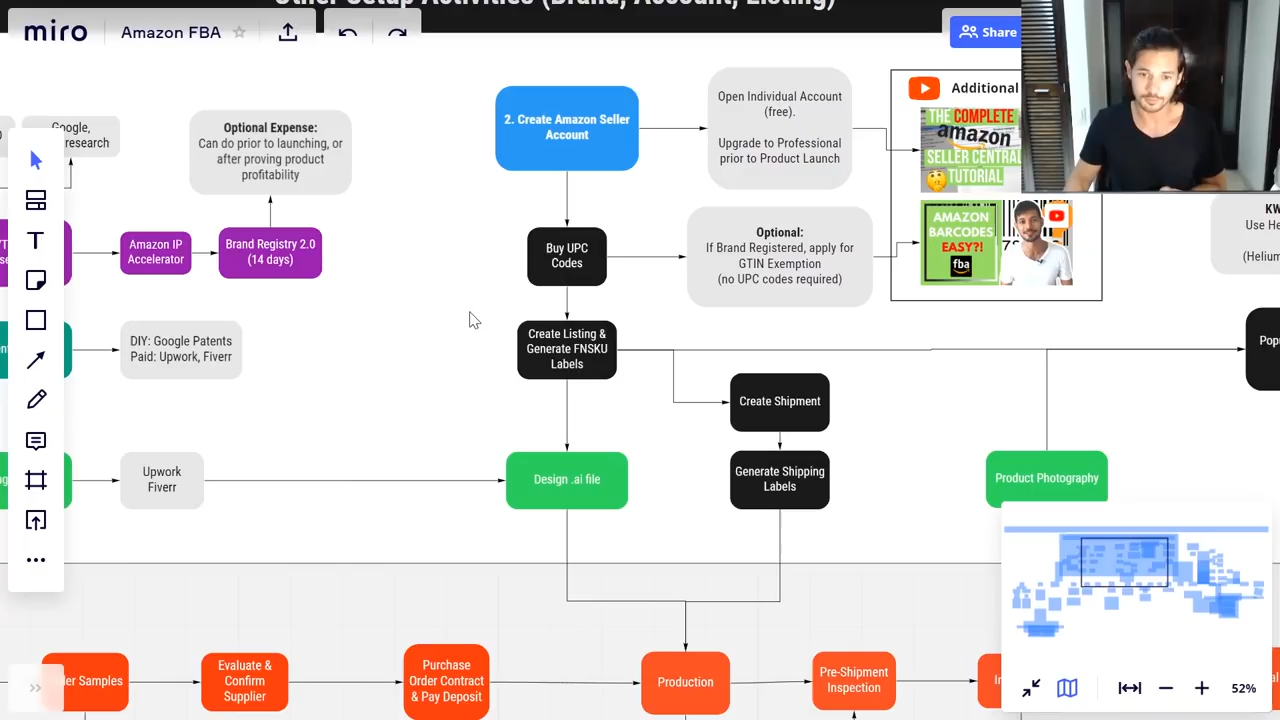 Other Setup Activities (Brand, Account, Listing)
miro
Amazon FBA
Share
Google,
research
Optional Expense:
Can do prior to launching,
after proving product
profitability
2. Create Amazon Seller
Account
Open Individual Account
(free).
Upgrade to Professional
prior to Product Launch
Additional
THE COMPLETE
amazon
SELLER CENTRAL
TUTORIAL
Amazon IP
Accelerator
Brand Registry 2.0
(14 days)
Buy UPC
Codes
Optional:
If Brand Registered, apply for
GTIN Exemption
(no UPC codes required)
AMAZON
BARCODES
EASY?!
fba
KW
Use He
(Helium
DIY: Google Patents
Paid: Upwork, Fiverr
Create Listing &
Generate FNSKU
Labels
Popu
Create Shipment
Upwork
Fiverr
Design .ai file
Generate Shipping
Labels
Product Photography
er Samples
Evaluate &
Confirm
Supplier
Purchase
Order Contract
& Pay Deposit
Production
Pre-Shipment
Inspection
52%